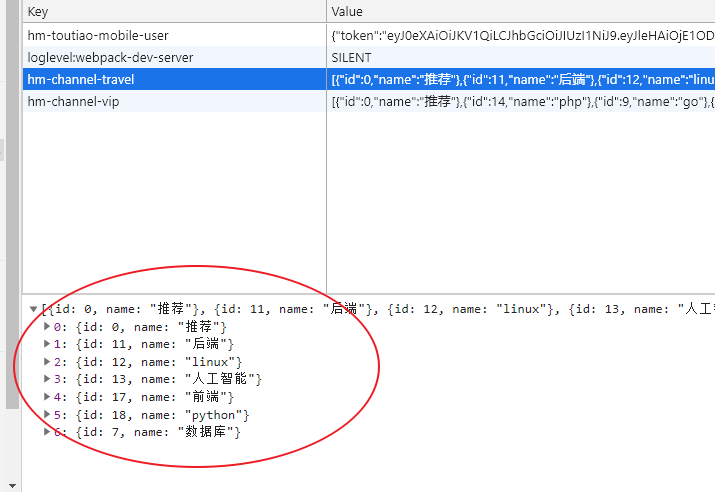 Key Value
hm-toutiao-mobile-user {"token":"eyJ0eXAiOiJKV1QiLCJhbGciOiJIUzI1NiJ9.eyJleHAiOjE1OD
loglevel:webpack-dev-server SILENT
hm-channel-travel [{"id":0,"name":"推荐"},{"id":11,"name":"后端"},{"id":12,"name":"linu
hm-channel-vip [{"id":0,"name":"推荐"},{"id":14,"name":"php"},{"id":9,"name":"go"},{
▼[{id: 0, name: "推荐"}, {id: 11, name: "后端"}, {id: 12, name: "linux"}, {id: 13, name: "人工
▶0: {id: 0, name: "推荐"}
▶1: {id: 11, name: "后端"}
▶2: {id: 12, name: "linux"}
▶3: {id: 13, name: "人工智能"}
▶4: {id: 17, name: "前端"}
▶5: {id: 18, name: "python"}
▶6: {id: 7, name: "数据库"}